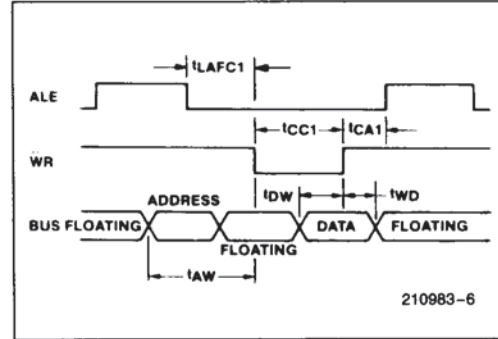 tLAFC1
ALE
tCC1 tCA1
WR
ADDRESS
tDW tWD
BUS FLOATING DATA FLOATING
FLOATING
tAW
210983-6